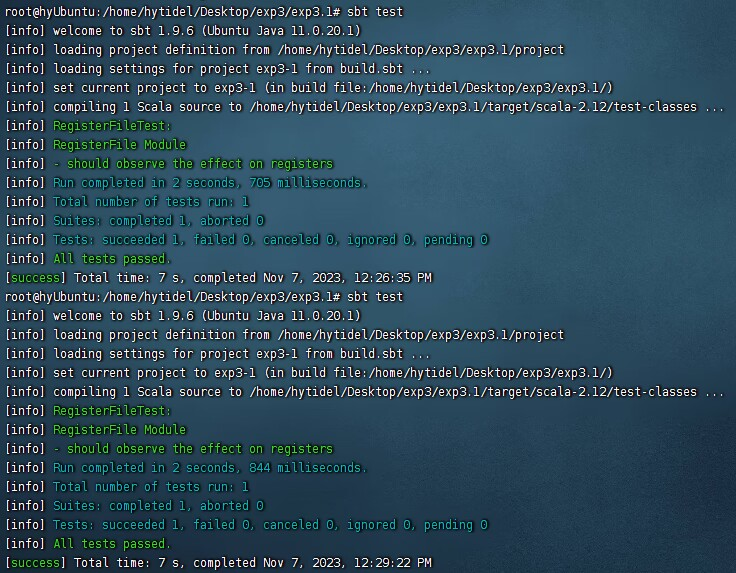 root@hyUbuntu:/home/hytidel/Desktop/exp3/exp3.1# sbt test
[info] welcome to sbt 1.9.6 (Ubuntu Java 11.0.20.1)
[info] loading project definition from /home/hytidel/Desktop/exp3/exp3.1/project
[info] loading settings for project exp3-1 from build.sbt ...
[info] set current project to exp3-1 (in build file:/home/hytidel/Desktop/exp3/exp3.1/)
[info] compiling 1 Scala source to /home/hytidel/Desktop/exp3/exp3.1/target/scala-2.12/test-classes ...
[info] RegisterFileTest:
[info] RegisterFile Module
[info] - should observe the effect on registers
[info] Run completed in 2 seconds, 705 milliseconds.
[info] Total number of tests run: 1
[info] Suites: completed 1, aborted 0
[info] Tests: succeeded 1, failed 0, canceled 0, ignored 0, pending 0
[info] All tests passed.
[success] Total time: 7 s, completed Nov 7, 2023, 12:26:35 PM
root@hyUbuntu:/home/hytidel/Desktop/exp3/exp3.1# sbt test
[info] welcome to sbt 1.9.6 (Ubuntu Java 11.0.20.1)
[info] loading project definition from /home/hytidel/Desktop/exp3/exp3.1/project
[info] loading settings for project exp3-1 from build.sbt ...
[info] set current project to exp3-1 (in build file:/home/hytidel/Desktop/exp3/exp3.1/)
[info] compiling 1 Scala source to /home/hytidel/Desktop/exp3/exp3.1/target/scala-2.12/test-classes ...
[info] RegisterFileTest:
[info] RegisterFile Module
[info] - should observe the effect on registers
[info] Run completed in 2 seconds, 844 milliseconds.
[info] Total number of tests run: 1
[info] Suites: completed 1, aborted 0
[info] Tests: succeeded 1, failed 0, canceled 0, ignored 0, pending 0
[info] All tests passed.
[success] Total time: 7 s, completed Nov 7, 2023, 12:29:22 PM